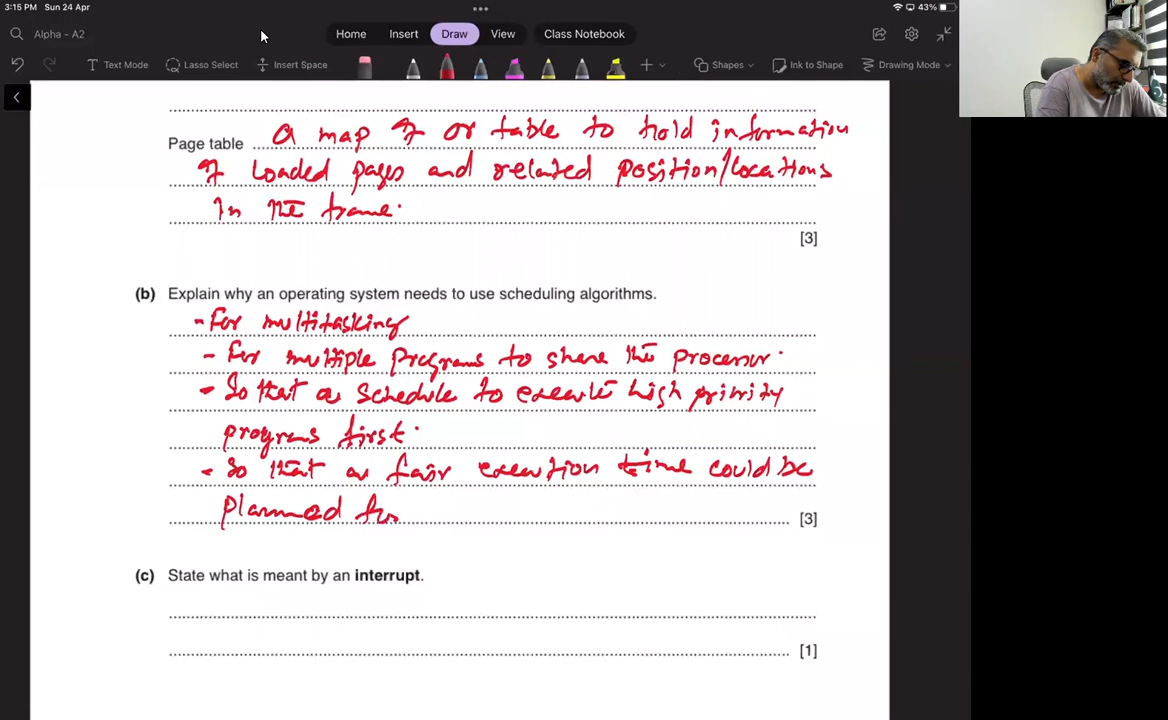 3:15 PM Sun 24 Apr
43%
Alpha - A2
Home Insert Draw View Class Notebook
Text Mode Lasso Select Insert Space Shapes Ink to Shape Drawing Mode
Page table a map of or table to hold information
of loaded pages and related position/locations
in the frame.
[3]
(b) Explain why an operating system needs to use scheduling algorithms.
- For multitasking
- For multiple programs to share the processor.
- So that a schedule to execute high priority
programs first.
- So that a fair execution time could be
planned for
[3]
(c) State what is meant by an interrupt.
[1]